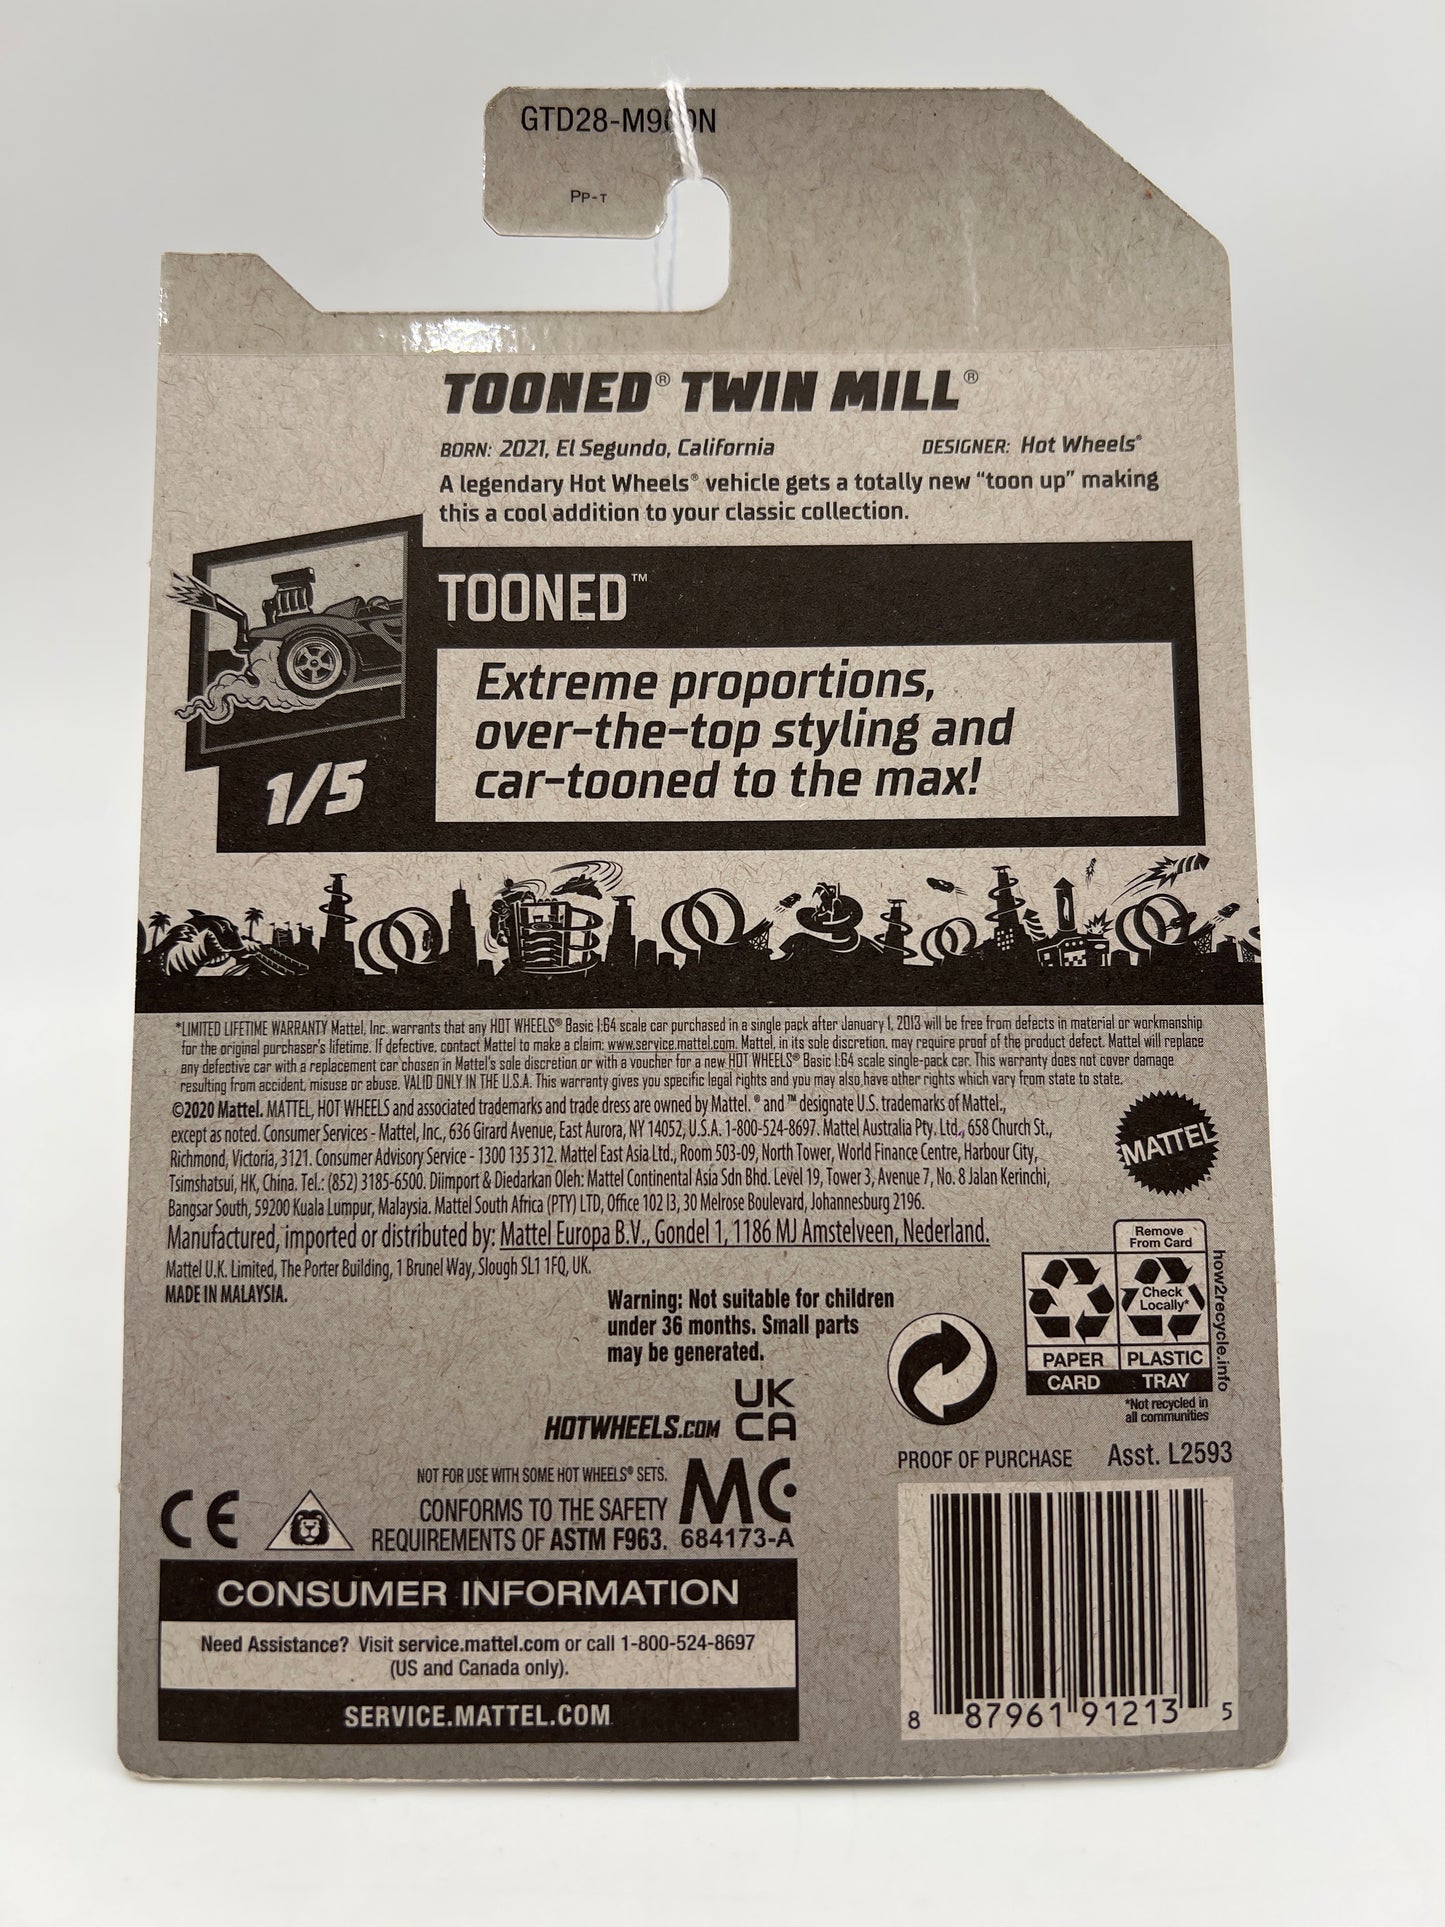 GTD28-M9
PP-T
TOONED® TWIN MILL®
BORN: 2021, El Segundo, California DESIGNER: Hot Wheels®
A legendary Hot Wheels® vehicle gets a totally new “toon up” making
this a cool addition to your classic collection.
TOONED™
Extreme proportions,
over-the-top styling and
car-tooned to the max!
1/5
*LIMITED LIFETIME WARRANTY Mattel, Inc. warrants that any HOT WHEELS® Basic 1:64 scale car purchased in a single pack after January 1, 2013 will be free from defects in material or workmanship
for the original purchaser's lifetime. If defective, contact Mattel to make a claim: www.service.mattel.com. Mattel, in its sole discretion, may require proof of the product defect. Mattel will replace
any defective car with a replacement car chosen in Mattel's sole discretion or with a voucher for a new HOT WHEELS® Basic 1:64 scale single-pack car. This warranty does not cover damage
resulting from accident, misuse or abuse. VALID ONLY IN THE U.S.A. This warranty gives you specific legal rights and you may also have other rights which vary from state to state.
©2020 Mattel. MATTEL, HOT WHEELS and associated trademarks and trade dress are owned by Mattel. ® and ™ designate U.S. trademarks of Mattel.,
except as noted. Consumer Services - Mattel, Inc., 636 Girard Avenue, East Aurora, NY 14052, U.S.A. 1-800-524-8697. Mattel Australia Pty. Ltd., 658 Church St.,
Richmond, Victoria, 3121. Consumer Advisory Service - 1300 135 312. Mattel East Asia Ltd., Room 503-09, North Tower, World Finance Centre, Harbour City,
Tsimshatsui, HK, China. Tel.: (852) 3185-6500. Diimport & Diedarkan Oleh: Mattel Continental Asia Sdn Bhd. Level 19, Tower 3, Avenue 7, No. 8 Jalan Kerinchi,
Bangsar South, 59200 Kuala Lumpur, Malaysia. Mattel South Africa (PTY) LTD, Office 102 I3, 30 Melrose Boulevard, Johannesburg 2196.
Manufactured, imported or distributed by: Mattel Europa B.V., Gondel 1, 1186 MJ Amstelveen, Nederland.
Mattel U.K. Limited, The Porter Building, 1 Brunel Way, Slough SL1 1FQ, UK.
MADE IN MALAYSIA.
MATTEL
Warning: Not suitable for children
under 36 months. Small parts
may be generated.
Remove
From Card
Check
Locally*
PAPER PLASTIC
CARD TRAY
how2recycle.info
*Not recycled in
all communities
HOTWHEELS.COM
UK
CA
NOT FOR USE WITH SOME HOT WHEELS® SETS.
CONFORMS TO THE SAFETY
REQUIREMENTS OF ASTM F963.
CE
MC
684173-A
PROOF OF PURCHASE Asst. L2593
CONSUMER INFORMATION
Need Assistance? Visit service.mattel.com or call 1-800-524-8697
(US and Canada only).
SERVICE.MATTEL.COM
8 87961 91213 5